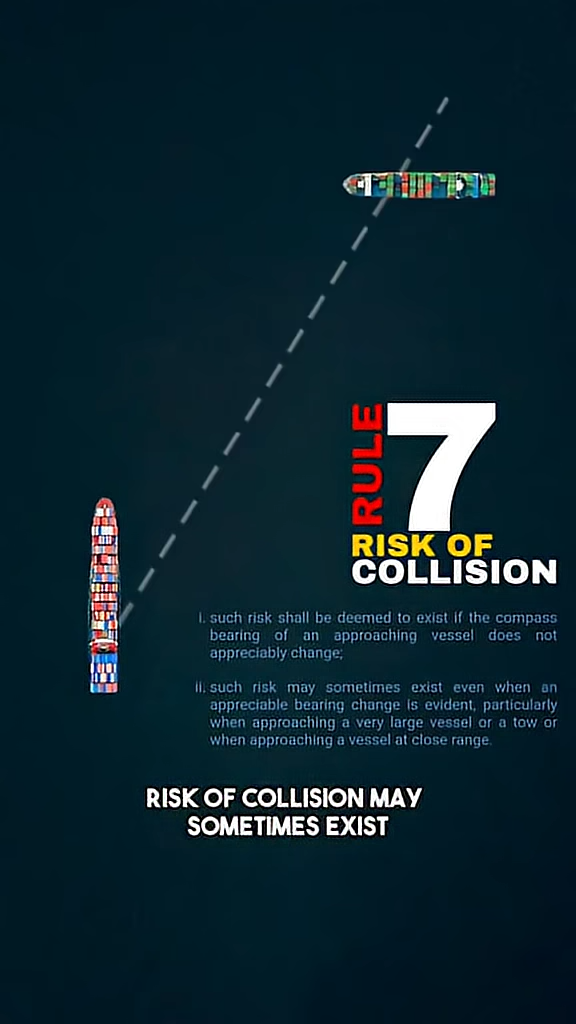 RULE 7
RISK OF
COLLISION
i. such risk shall be deemed to exist if the compass
bearing of an approaching vessel does not
appreciably change;
ii. such risk may sometimes exist even when an
appreciable bearing change is evident, particularly
when approaching a very large vessel or a tow or
when approaching a vessel at close range.
RISK OF COLLISION MAY
SOMETIMES EXIST